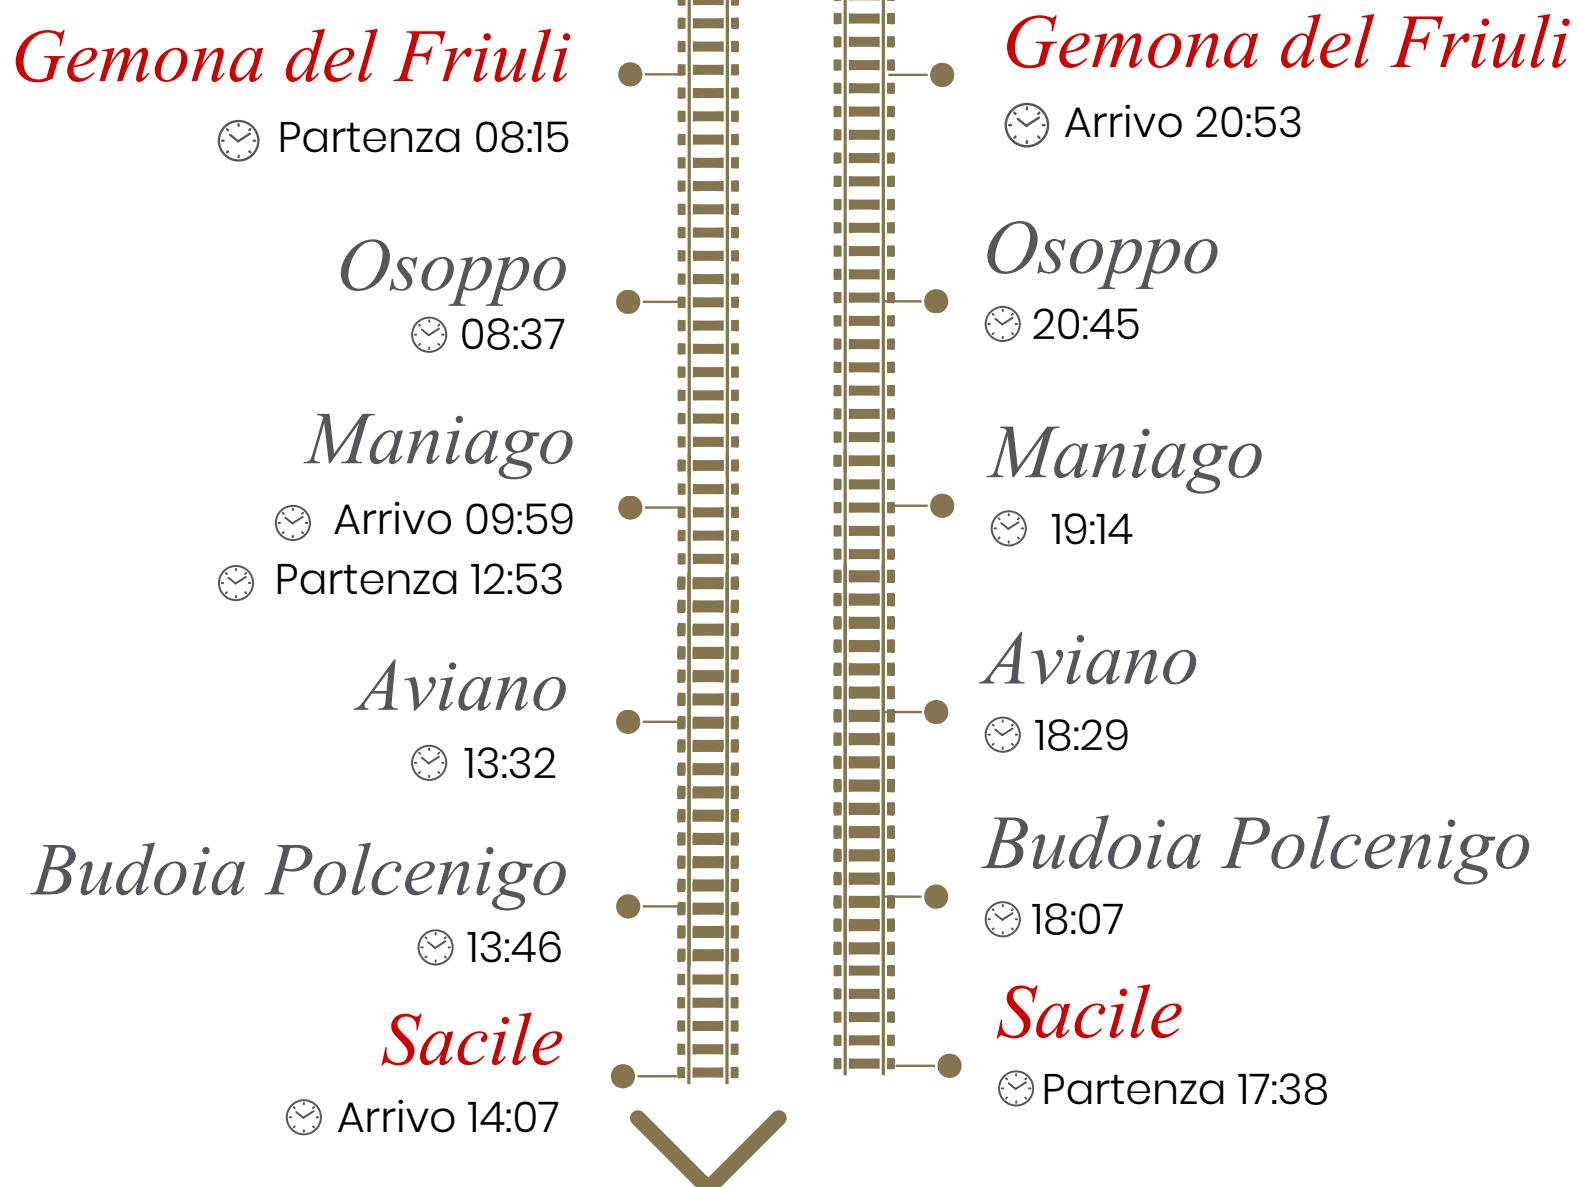 Gemona del Friuli
Partenza 08:15
Osoppo
08:37
Maniago
Arrivo 09:59
Partenza 12:53
Aviano
13:32
Budoia Polcenigo
13:46
Sacile
Arrivo 14:07
Gemona del Friuli
Arrivo 20:53
Osoppo
20:45
Maniago
19:14
Aviano
18:29
Budoia Polcenigo
18:07
Sacile
Partenza 17:38